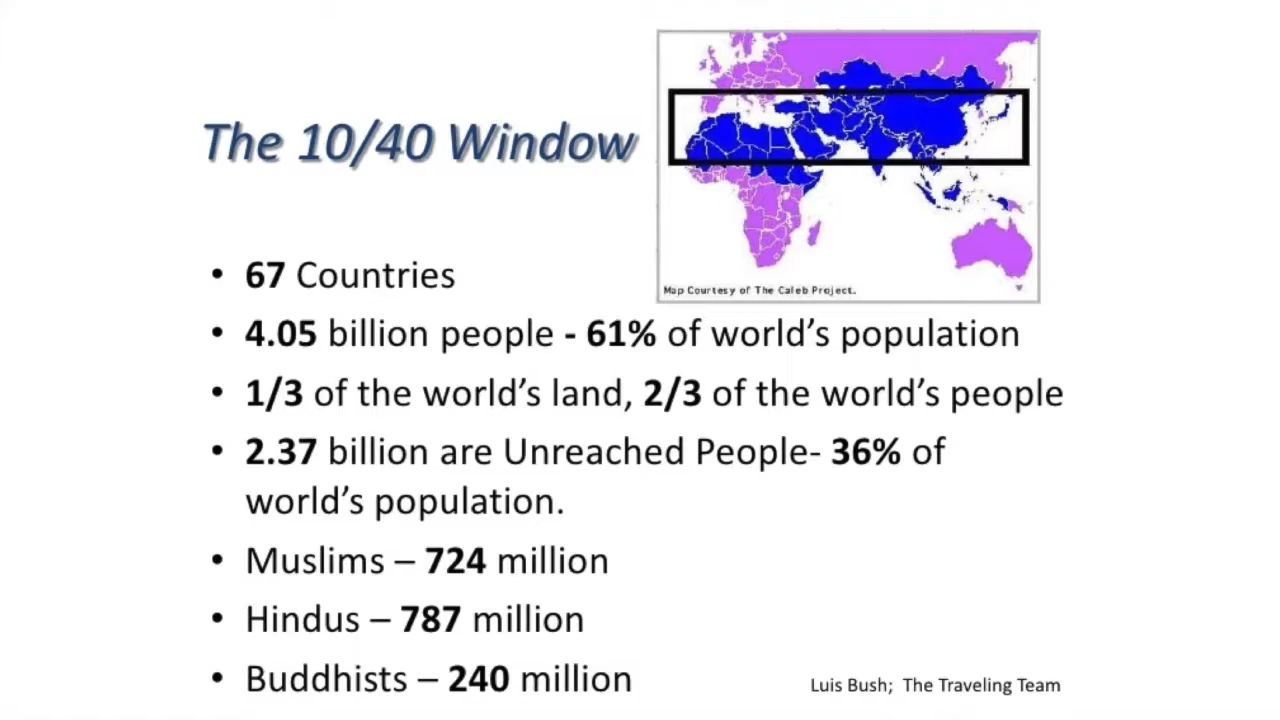 The 10/40 Window
Map Courtesy of The Caleb Project.
• 67 Countries
• 4.05 billion people - 61% of world's population
• 1/3 of the world's land, 2/3 of the world's people
• 2.37 billion are Unreached People- 36% of
world's population.
• Muslims – 724 million
• Hindus – 787 million
• Buddhists – 240 million
Luis Bush; The Traveling Team